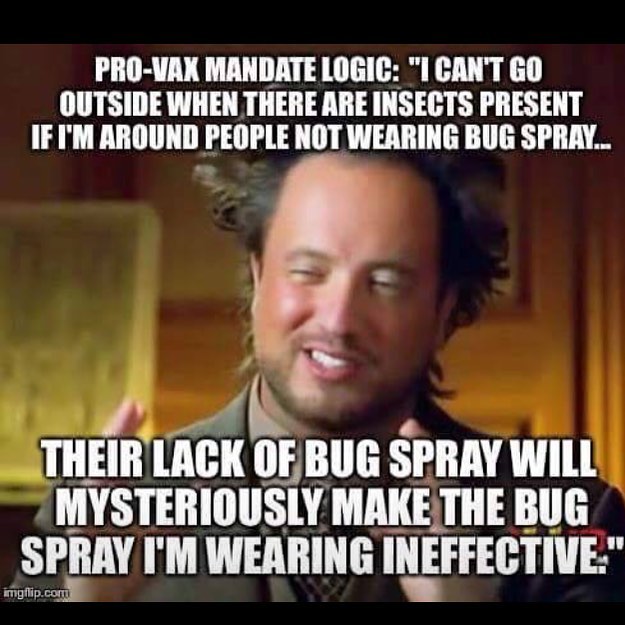 PRO-VAX MANDATE LOGIC: "I CAN'T GO
OUTSIDE WHEN THERE ARE INSECTS PRESENT
IF I'M AROUND PEOPLE NOT WEARING BUG SPRAY...
THEIR LACK OF BUG SPRAY WILL
MYSTERIOUSLY MAKE THE BUG
SPRAY I'M WEARING INEFFECTIVE."
imgflip.com